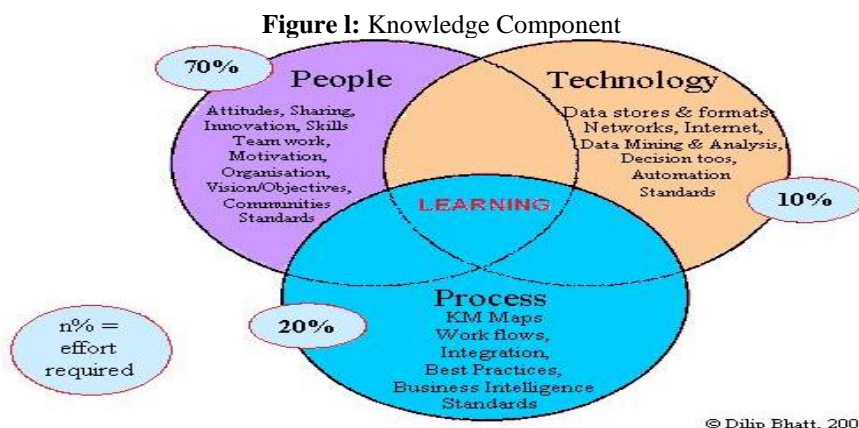 Figure l: Knowledge Component
70%
People
Attitudes, Sharing,
Innovation, Skills
Team work,
Motivation,
Organisation,
Vision/Objectives,
Communities
Standards
Technology
Data stores & formats
Networks, Internet,
Data Mining & Analysis,
Decision toos,
Automation
Standards
10%
LEARNING
Process
KM Maps
Work flows,
Integration,
Best Practices,
Business Intelligence
Standards
20%
n% =
effort
required
© Dilip Bhatt, 200